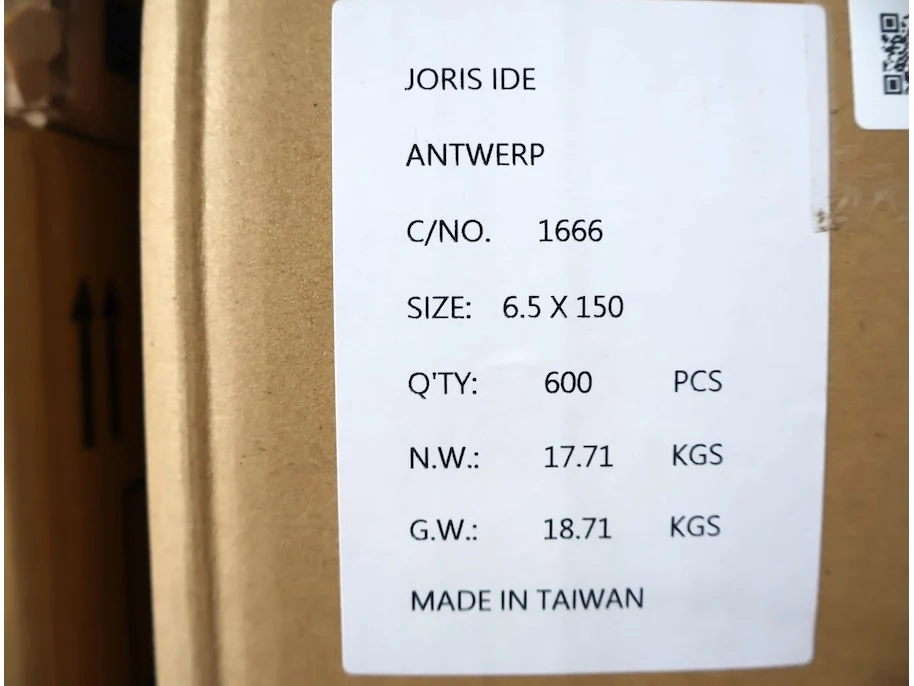 JORIS IDE
ANTWERP
C/NO. 1666
SIZE: 6.5 X 150
Q'TY: 600 PCS
N.W.: 17.71 KGS
G.W.: 18.71 KGS
MADE IN TAIWAN